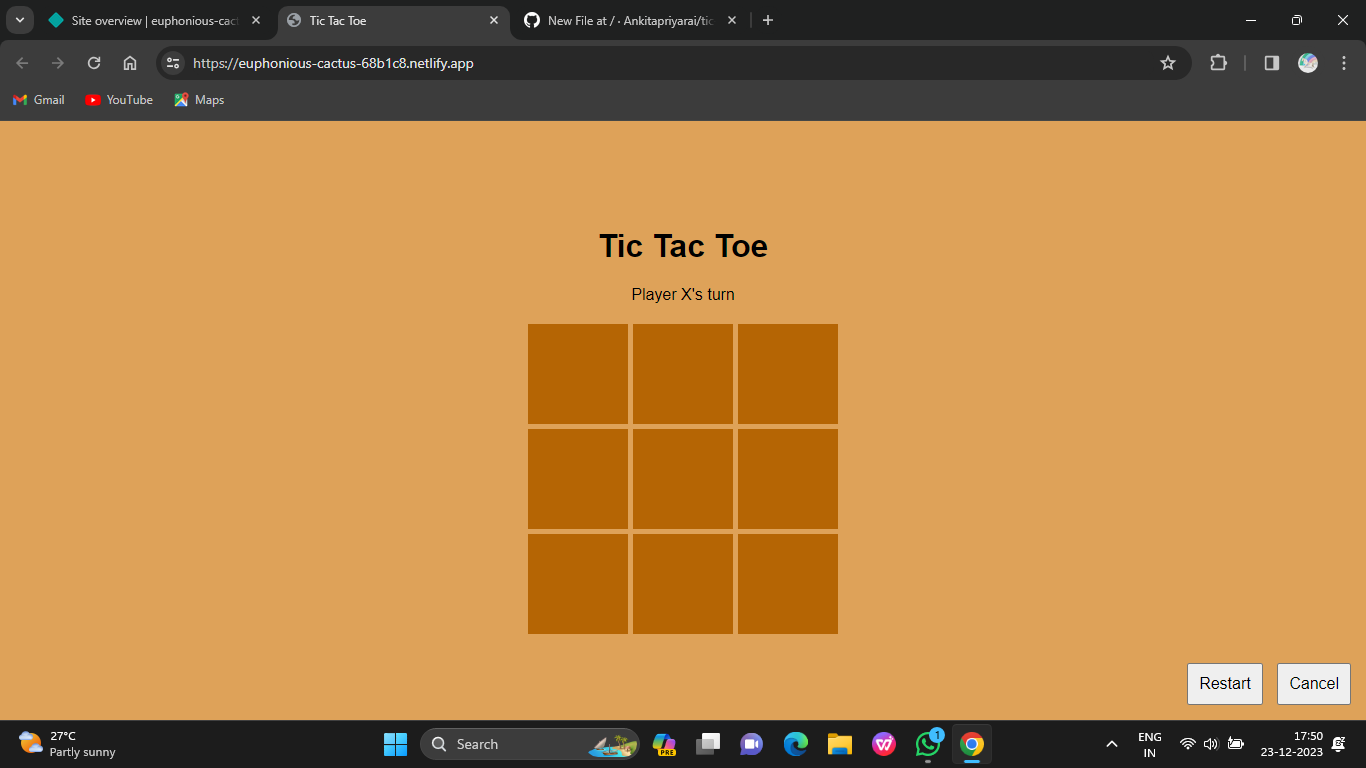 Site overview | euphonious-cact
Tic Tac Toe
New File at / · Ankitapriyarai/tic
https://euphonious-cactus-68b1c8.netlify.app
Gmail
YouTube
Maps
Tic Tac Toe
Player X's turn
Restart
Cancel
27°C
Partly sunny
Search
PRE
1
ENG
IN
17:50
23-12-2023